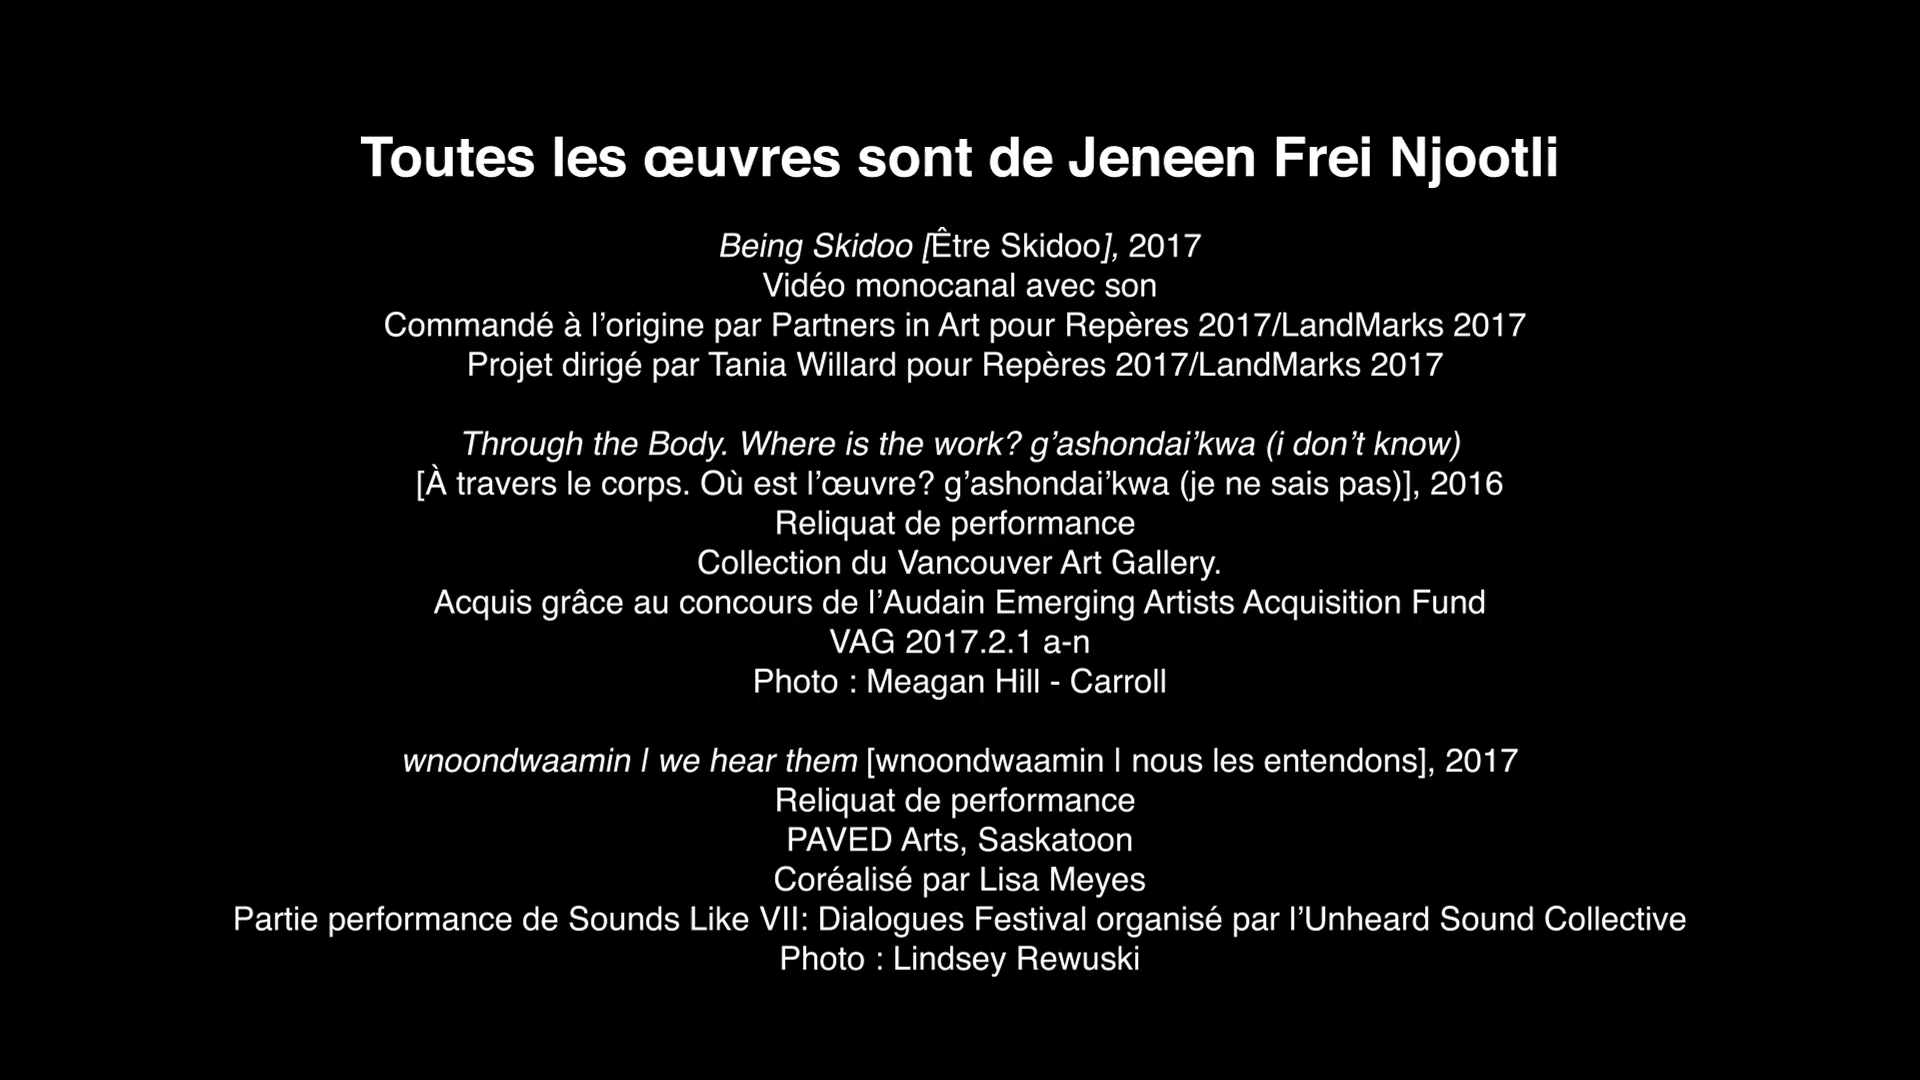 Toutes les œuvres sont de Jeneen Frei Njootli
Being Skidoo [Être Skidoo], 2017
Vidéo monocanal avec son
Commandé à l’origine par Partners in Art pour Repères 2017/LandMarks 2017
Projet dirigé par Tania Willard pour Repères 2017/LandMarks 2017
Through the Body. Where is the work? g’ashondai’kwa (i don’t know)
[À travers le corps. Où est l’œuvre? g’ashondai’kwa (je ne sais pas)], 2016
Reliquat de performance
Collection du Vancouver Art Gallery.
Acquis grâce au concours de l’Audain Emerging Artists Acquisition Fund
VAG 2017.2.1 a-n
Photo : Meagan Hill - Carroll
wnoondwaamin | we hear them [wnoondwaamin | nous les entendons], 2017
Reliquat de performance
PAVED Arts, Saskatoon
Coréalisé par Lisa Meyes
Partie performance de Sounds Like VII: Dialogues Festival organisé par l’Unheard Sound Collective
Photo : Lindsey Rewuski